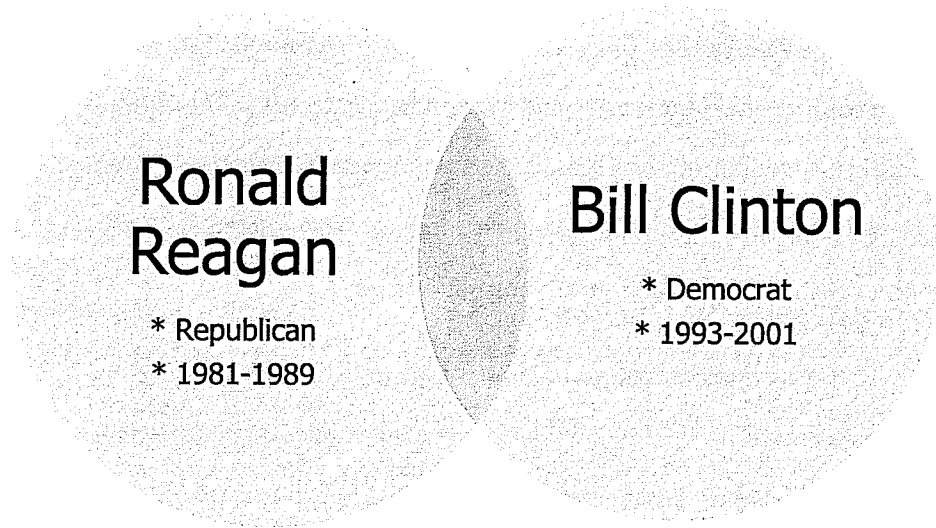 Ronald
Reagan
* Republican
* 1981-1989
Bill Clinton
* Democrat
* 1993-2001